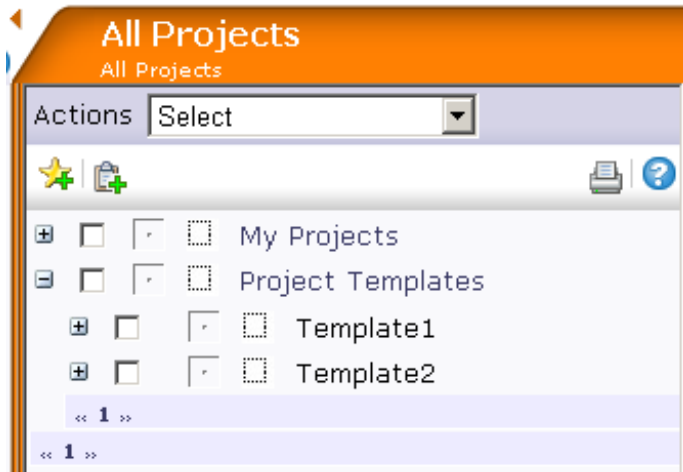 All Projects
All Projects
Actions Select
My Projects
Project Templates
Template1
Template2
« 1 »
« 1 »